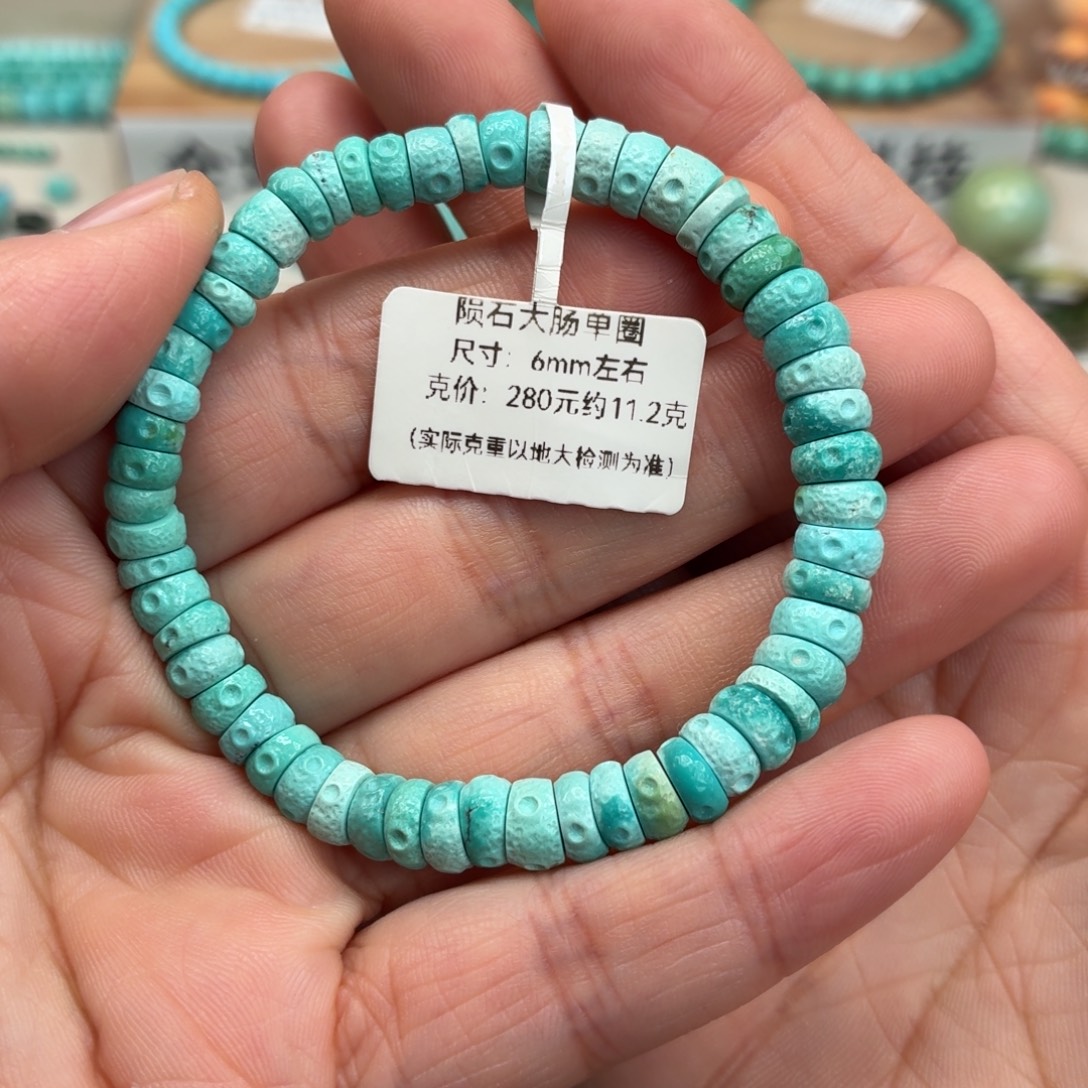 陨石大肠单圈
尺寸：6mm左右
克价：280元约11.2克
(实际克重以地大检测为准)